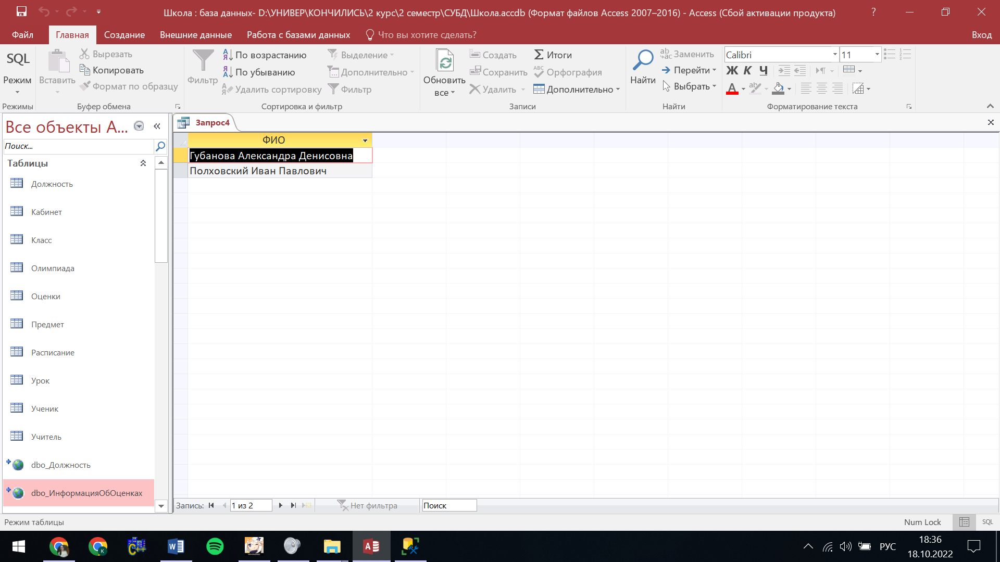 Школа : база данных- D:\УНИВЕР\КОНЧИЛИСЬ\2 курс\2 семестр\СУБД\Школа.accdb (Формат файлов Access 2007–2016) - Access (Сбой активации продукта)
Файл Главная Создание Внешние данные Работа с базами данных Что вы хотите сделать? Вход
SQL
Режим
Режимы
Вставить
Вырезать
Копировать
Формат по образцу
Буфер обмена
Фильтр
По возрастанию
По убыванию
Удалить сортировку
Выделение
Дополнительно
Фильтр
Сортировка и фильтр
Обновить
все
Создать
Сохранить
Удалить
Итоги
Орфография
Дополнительно
Записи
Найти
Заменить
Перейти
Выбрать
Найти
Calibri 11
Ж К Ч
Форматирование текста
Все объекты A...
Поиск...
Таблицы
Должность
Кабинет
Класс
Олимпиада
Оценки
Предмет
Расписание
Урок
Ученик
Учитель
dbo_Должность
dbo_ИнформацияОбОценках
Запрос4
ФИО
Губанова Александра Денисовна
Полховский Иван Павлович
Запись: 1 из 2 Нет фильтра Поиск
Режим таблицы Num Lock SQL
РУС
18:36
18.10.2022